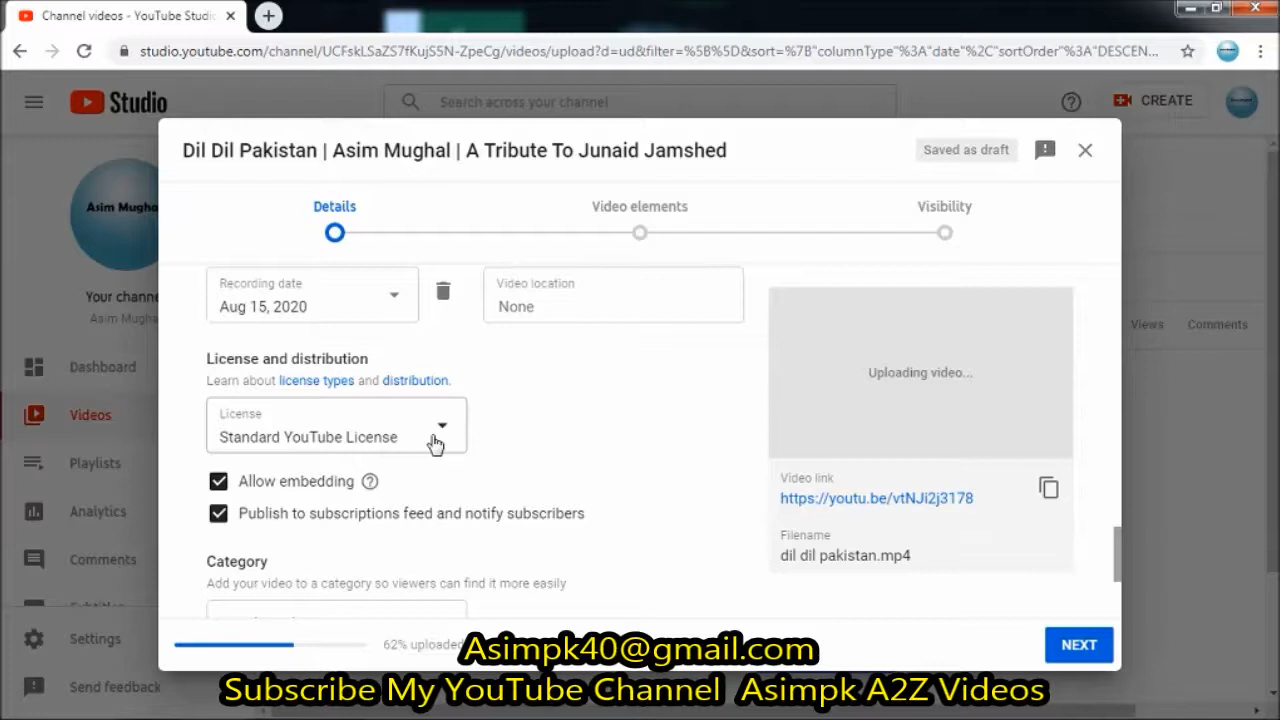 Channel videos - YouTube Studi
studio.youtube.com/channel/UCFskLSaZS7fKujS5N-ZpeCg/videos/upload?d=ud&filter=%5B%5D&sort=%7B"columnType"%3A"date"%2C"sortOrder"%3A"DESCEN...
Studio
Search across your channel
CREATE
Dil Dil Pakistan | Asim Mughal | A Tribute To Junaid Jamshed
Saved as draft
Details
Video elements
Visibility
Asim Mugha
Your channe
Asim Mugha
Dashboard
Videos
Playlists
Analytics
Comments
Settings
Send feedback
Recording date
Aug 15, 2020
Video location
None
License and distribution
Learn about license types and distribution.
License
Standard YouTube License
Allow embedding
Publish to subscriptions feed and notify subscribers
Category
Add your video to a category so viewers can find it more easily
Uploading video...
Video link
https://youtu.be/vtNJi2j3178
Filename
dil dil pakistan.mp4
Views
Comments
62% uploaded
NEXT
Asimpk40@gmail.com
Subscribe My YouTube Channel Asimpk A2Z Videos